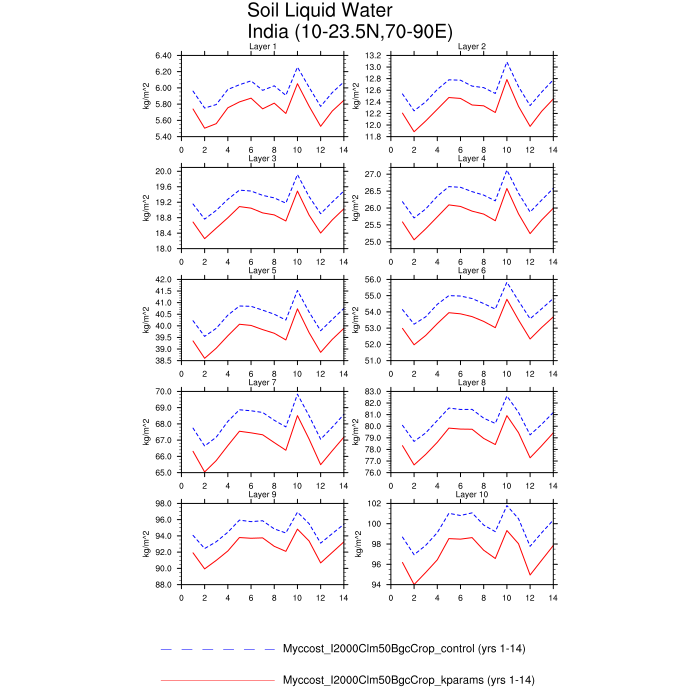 Soil Liquid Water
India (10-23.5N,70-90E)
Layer 1
Layer 2
6.40
6.20
6.00
5.80
5.60
5.40
kg/m^2
0 2 4 6 8 10 12 14
13.2
13.0
12.8
12.6
12.4
12.2
12.0
11.8
kg/m^2
0 2 4 6 8 10 12 14
Layer 3
Layer 4
20.0
19.6
19.2
18.8
18.4
18.0
kg/m^2
0 2 4 6 8 10 12 14
27.0
26.5
26.0
25.5
25.0
kg/m^2
0 2 4 6 8 10 12 14
Layer 5
Layer 6
42.0
41.5
41.0
40.5
40.0
39.5
39.0
38.5
kg/m^2
0 2 4 6 8 10 12 14
56.0
55.0
54.0
53.0
52.0
51.0
kg/m^2
0 2 4 6 8 10 12 14
Layer 7
Layer 8
70.0
69.0
68.0
67.0
66.0
65.0
kg/m^2
0 2 4 6 8 10 12 14
83.0
82.0
81.0
80.0
79.0
78.0
77.0
76.0
kg/m^2
0 2 4 6 8 10 12 14
Layer 9
Layer 10
98.0
96.0
94.0
92.0
90.0
88.0
kg/m^2
0 2 4 6 8 10 12 14
102
100
98
96
94
kg/m^2
0 2 4 6 8 10 12 14
Myccost_I2000Clm50BgcCrop_control (yrs 1-14)
Myccost_I2000Clm50BgcCrop_kparams (yrs 1-14)